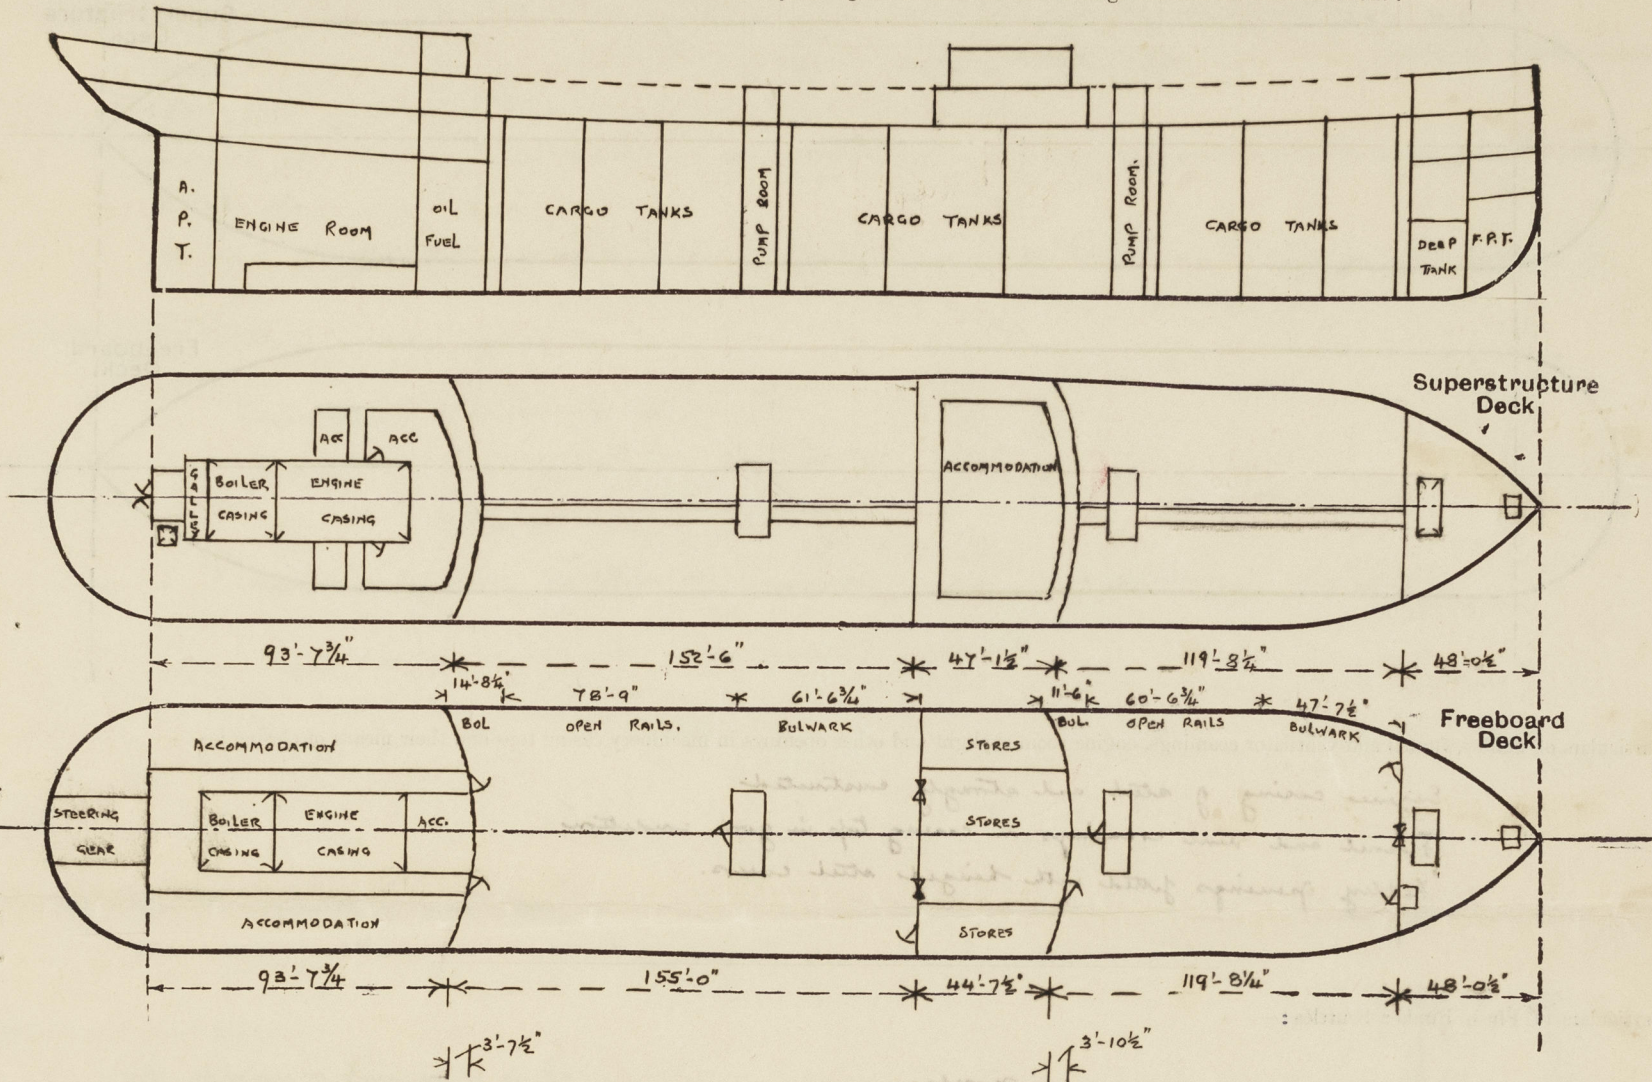 A.
P.
T.
ENGINE ROOM
OIL
FUEL
CARGO TANKS
PUMP ROOM
CARGO TANKS
PUMP ROOM.
CARGO TANKS
DEEP
TANK
F.P.T.
Superstructure
Deck
ACC
ACC
GALLEY
BOILER
CASING
ENGINE
CASING
ACCOMMODATION
93'-7¾"
152'-6"
47'-1½"
119'-8¼"
48'-0½"
14'-8¼"
78'-9"
61'-6¾"
11'-6"
60'-6¾"
47'-7½"
BUL
OPEN RAILS.
BULWARK
BUL.
OPEN RAILS
BULWARK
Freeboard
Deck
ACCOMMODATION
STORES
STEERING
GEAR
BOILER
CASING
ENGINE
CASING
ACC.
STORES
ACCOMMODATION
STORES
93'-7¾
155'-0"
44'-7½"
119'-8¼"
48'-0½"
3'-7½"
3'-10½"